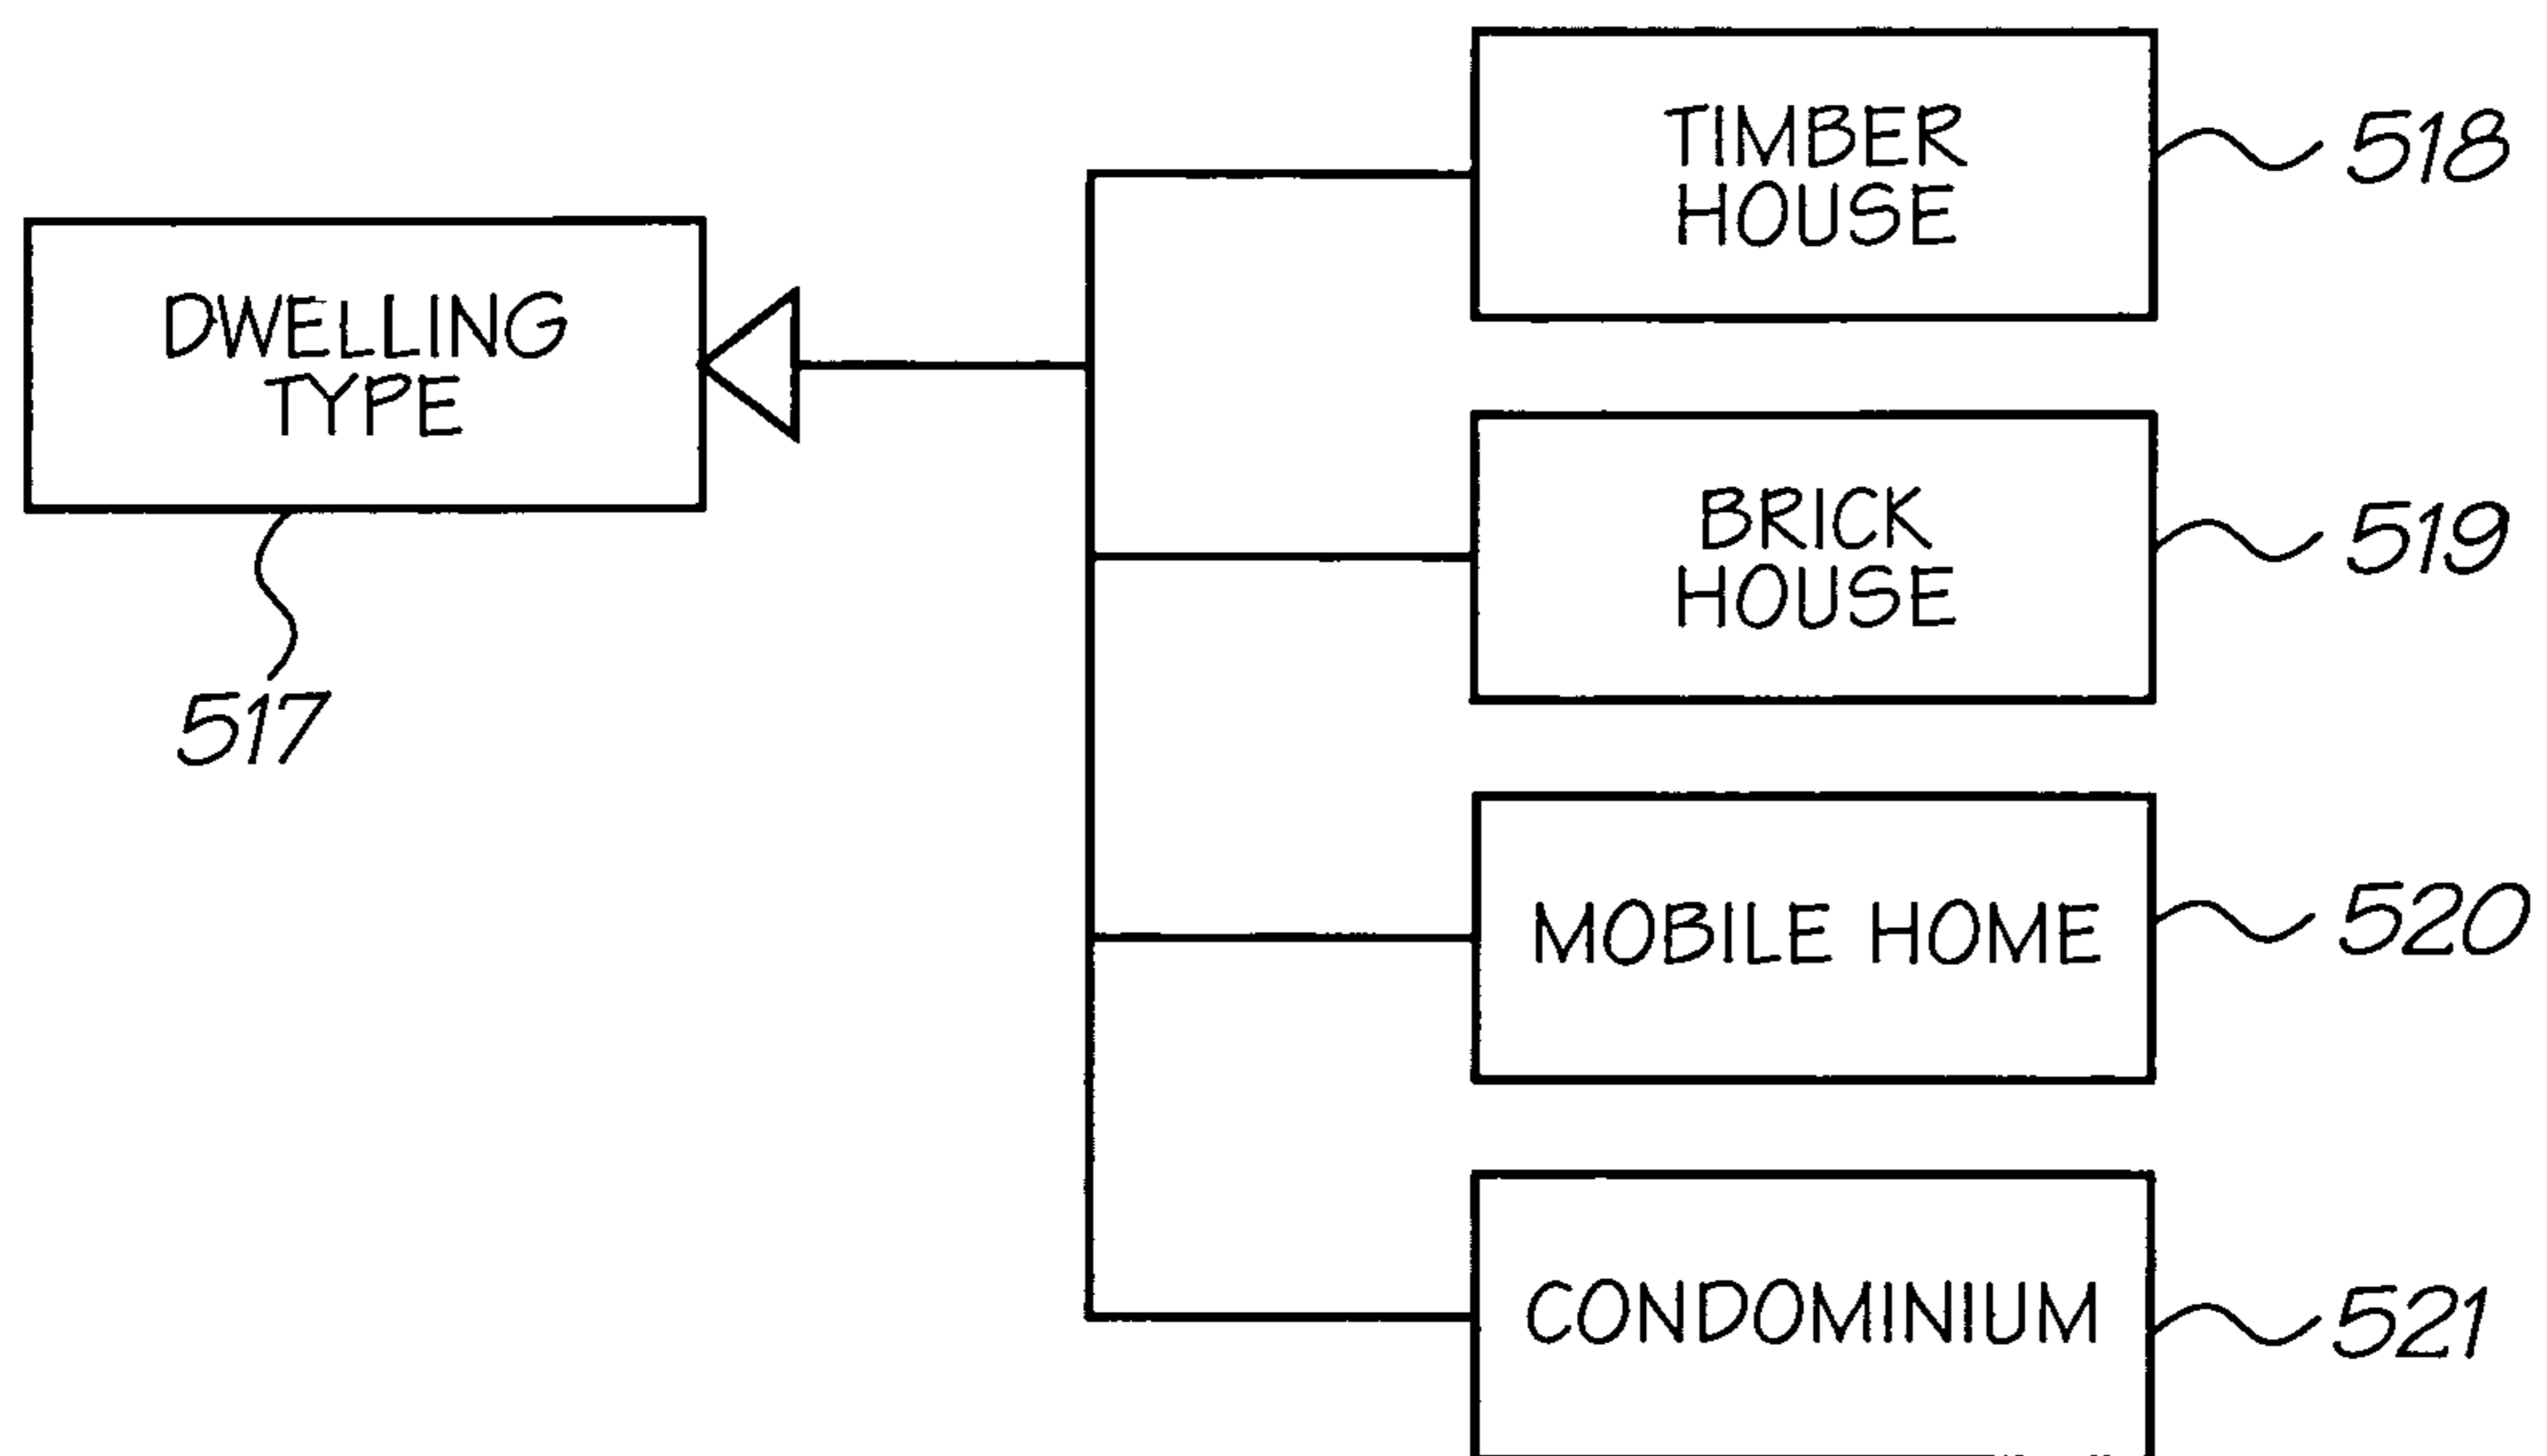 TIMBER
HOUSE
518
DWELLING
TYPE
517
BRICK
HOUSE
519
MOBILE HOME
520
CONDOMINIUM
521